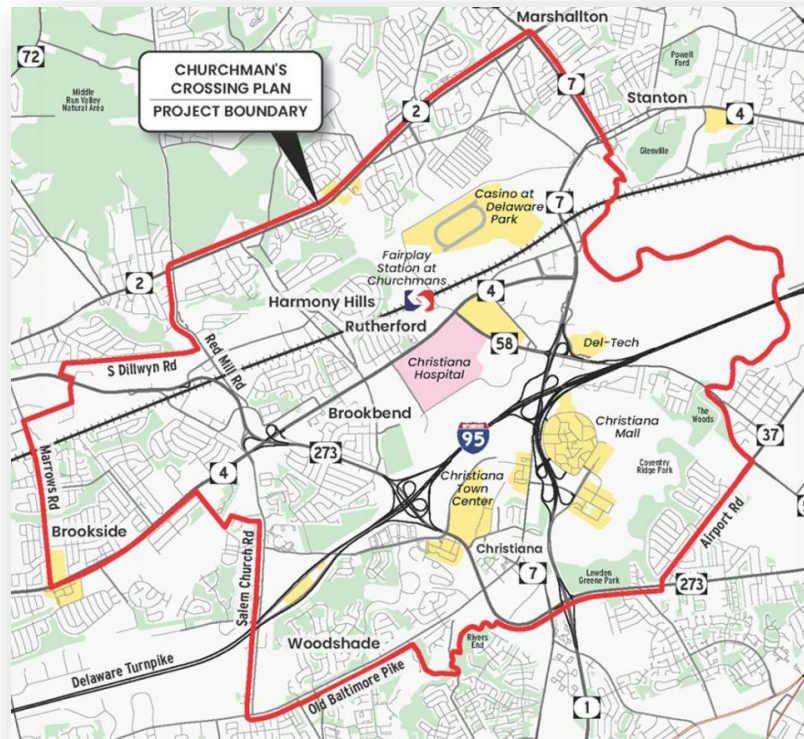 Marshallton
72
CHURCHMAN'S
CROSSING PLAN
PROJECT BOUNDARY
Middle
Run Valley
Natural Area
2
7
Powell
Ford
Stanton
4
Glenville
Casino at
Delaware
Park
7
Fairplay
Station at
Churchmans
2
Harmony Hills
4
Rutherford
S Dillwyn Rd
Red Mill Rd
58
Del-Tech
Christiana
Hospital
Brookbend
INTERSTATE
95
Christiana
Mall
The
Woods
37
Marrows Rd
273
4
Christiana
Town
Center
Coventry
Ridge Park
Airport Rd
Brookside
Salem Church Rd
Christiana
7
Lewden
Greene Park
273
Woodshade
Rivers
End
Delaware Turnpike
Old Baltimore Pike
1